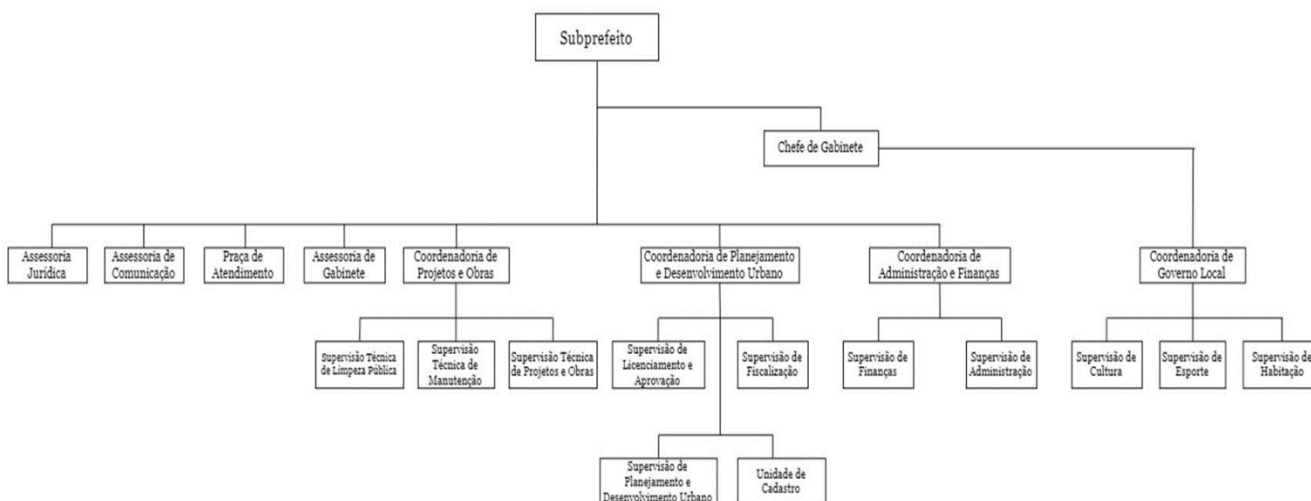 Subprefeito
Chefe de Gabinete
Assessoria
Jurídica
Assessoria de
Comunicação
Praça de
Atendimento
Assessoria de
Gabinete
Coordenadoria de
Projetos e Obras
Coordenadoria de Planejamento
e Desenvolvimento Urbano
Coordenadoria de
Administração e Finanças
Coordenadoria de
Governo Local
Supervisão Técnica
de Limpeza Pública
Supervisão
Técnica de
Manutenção
Supervisão Técnica
de Projetos e Obras
Supervisão de
Licenciamento e
Aprovação
Supervisão de
Fiscalização
Supervisão de
Finanças
Supervisão de
Administração
Supervisão de
Cultura
Supervisão de
Esporte
Supervisão de
Habitação
Supervisão de
Planejamento e
Desenvolvimento Urbano
Unidade de
Cadastro